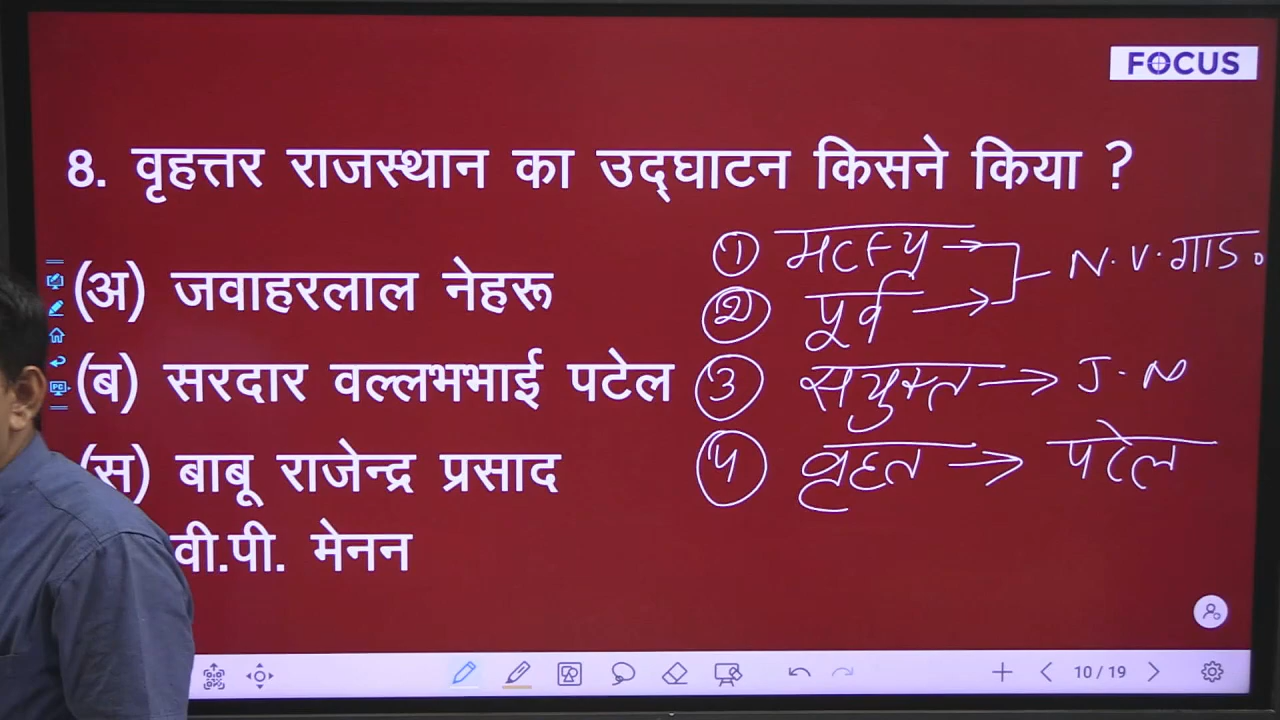 FOCUS
8. वृहत्तर राजस्थान का उद्घाटन किसने किया ?
(अ) जवाहरलाल नेहरू
(ब) सरदार वल्लभभाई पटेल
(स) बाबू राजेन्द्र प्रसाद
वी.पी. मेनन
① मत्स्य
② पूर्व
N. V. गाड.
③ सयुक्त → J. N
④ वृहत → पटेल
10 / 19